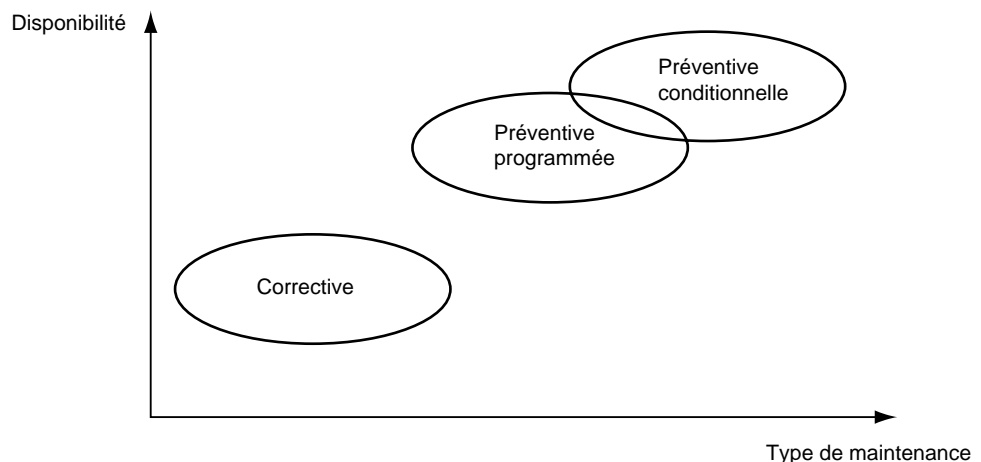 Disponibilité
Préventive
conditionnelle
Préventive
programmée
Corrective
Type de maintenance